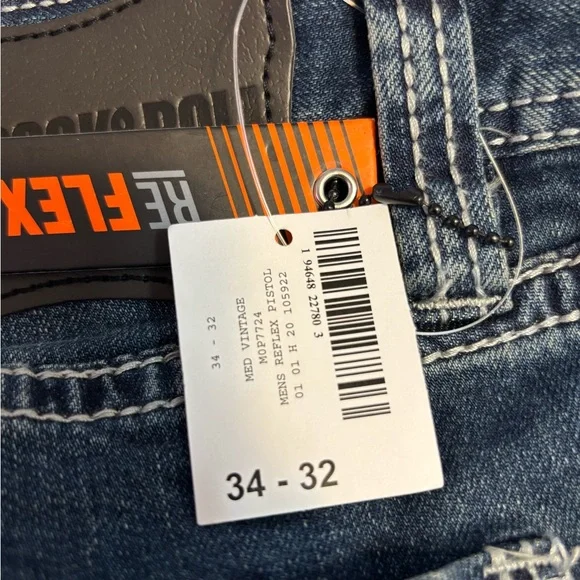 REFLEX
34 - 32
MED VINTAGE
M0P7724
MENS REFLEX PISTOL
01 01 H 20 105922
1 94648 22780 3
34 - 32